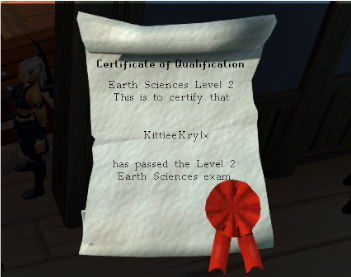 Certificate of Qualification
Earth Sciences Level 2
This is to certify that
KittieeKrylx
has passed the Level 2
Earth Sciences exam.